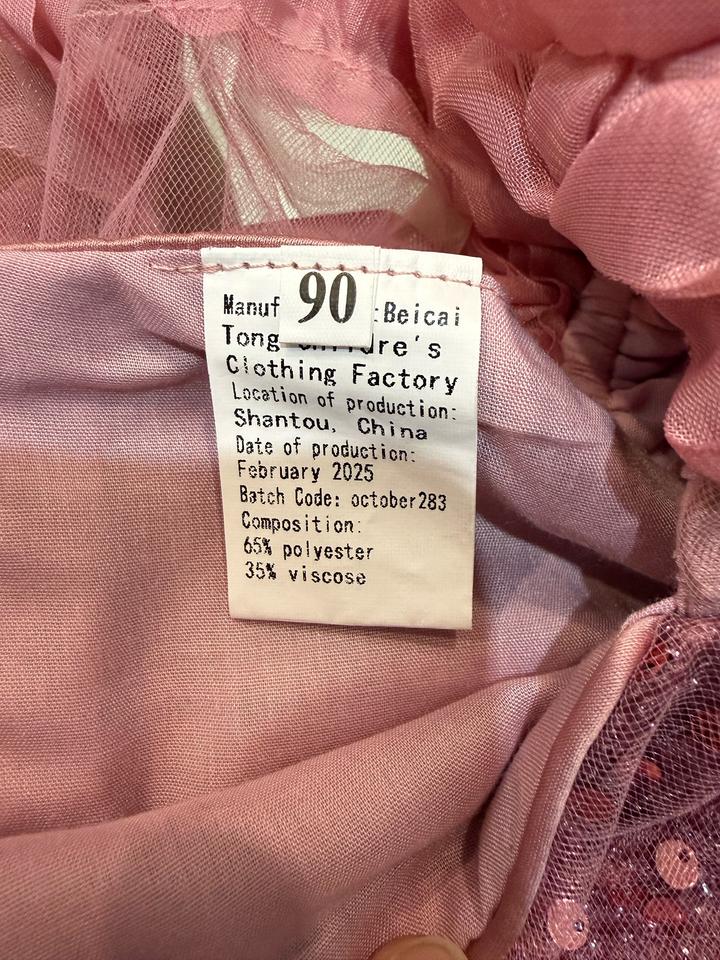 90
Manuf :Beicai
Tong
Clothing Factory
Location of production:
Shantou, China
Date of production:
February 2025
Batch Code: october283
Composition:
65% polyester
35% viscose